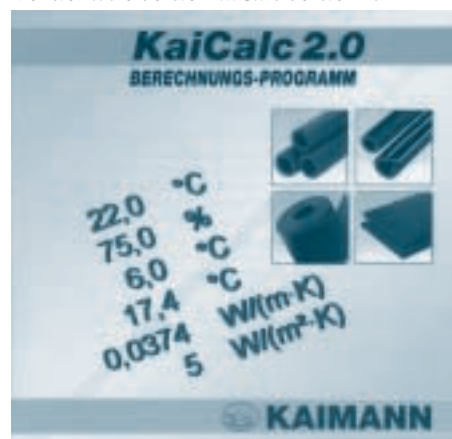 KaiCalc 2.0
BERECHNUNGS-PROGRAMM
22,0 °C
75,0 %
6,0 °C
17,4 °C
0,0374 W/(m·K)
5 W/(m²·K)
KAIMANN